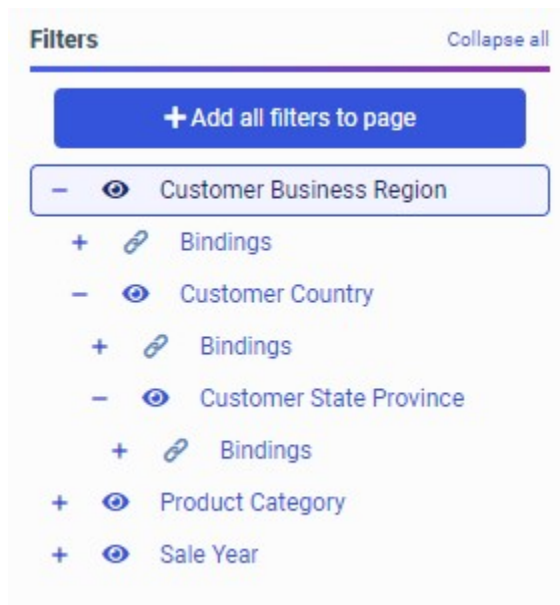 Filters Collapse all
+ Add all filters to page
− Customer Business Region
+ Bindings
− Customer Country
+ Bindings
− Customer State Province
+ Bindings
+ Product Category
+ Sale Year